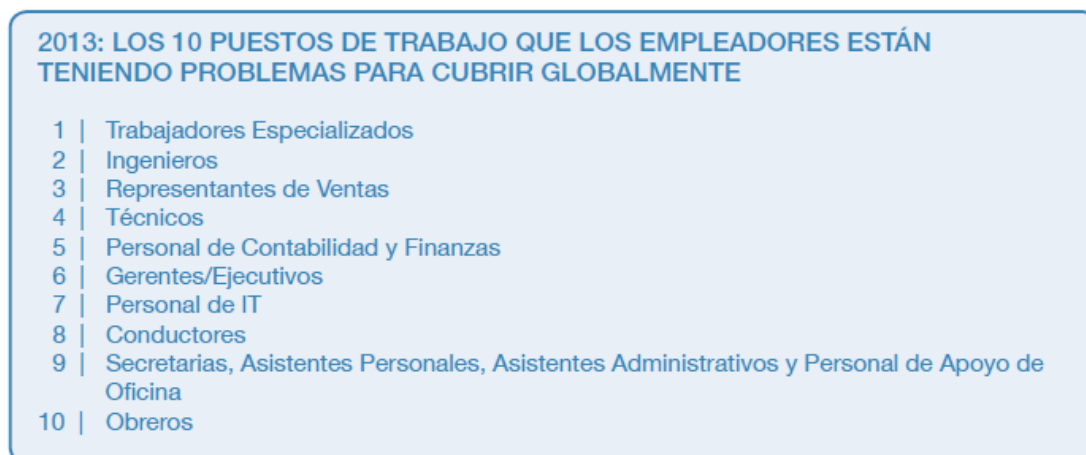 2013: LOS 10 PUESTOS DE TRABAJO QUE LOS EMPLEADORES ESTÁN
TENIENDO PROBLEMAS PARA CUBRIR GLOBALMENTE
1 | Trabajadores Especializados
2 | Ingenieros
3 | Representantes de Ventas
4 | Técnicos
5 | Personal de Contabilidad y Finanzas
6 | Gerentes/Ejecutivos
7 | Personal de IT
8 | Conductores
9 | Secretarias, Asistentes Personales, Asistentes Administrativos y Personal de Apoyo de
Oficina
10 | Obreros